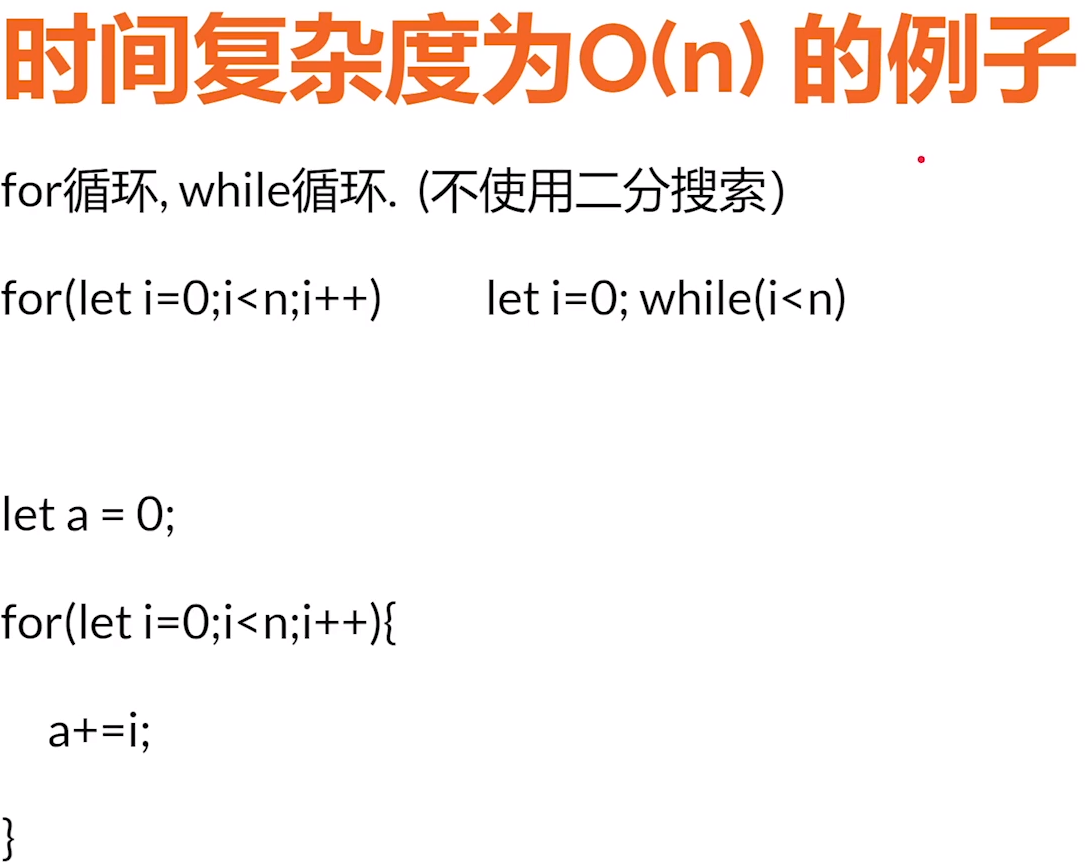 时间复杂度为O(n) 的例子
for循环, while循环. (不使用二分搜索）
for(let i=0;i<n;i++) let i=0; while(i<n)
let a = 0;
for(let i=0;i<n;i++){
a+=i;
}